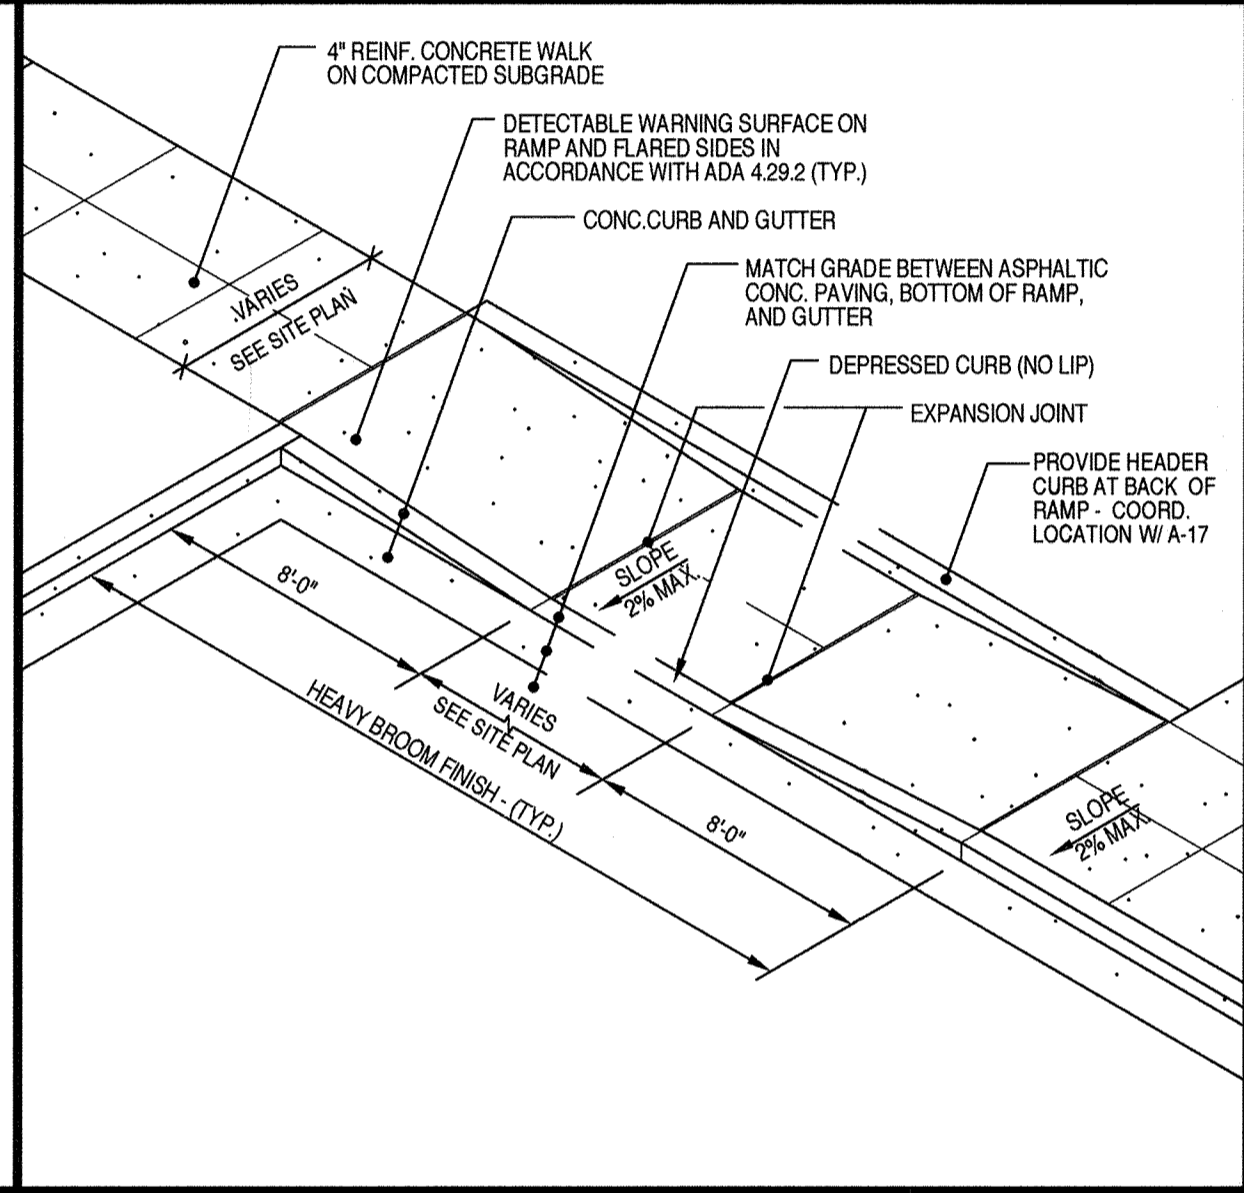 4" REINF. CONCRETE WALK
ON COMPACTED SUBGRADE
DETECTABLE WARNING SURFACE ON
RAMP AND FLARED SIDES IN
ACCORDANCE WITH ADA 4.29.2 (TYP.)
CONC.CURB AND GUTTER
MATCH GRADE BETWEEN ASPHALTIC
CONC. PAVING, BOTTOM OF RAMP,
AND GUTTER
DEPRESSED CURB (NO LIP)
EXPANSION JOINT
PROVIDE HEADER
CURB AT BACK OF
RAMP - COORD.
LOCATION W/ A-17
VARIES
SEE SITE PLAN
SLOPE
2% MAX.
8'-0"
VARIES
SEE SITE PLAN
HEAVY BROOM FINISH - (TYP.)
8'-0"
SLOPE
2% MAX.